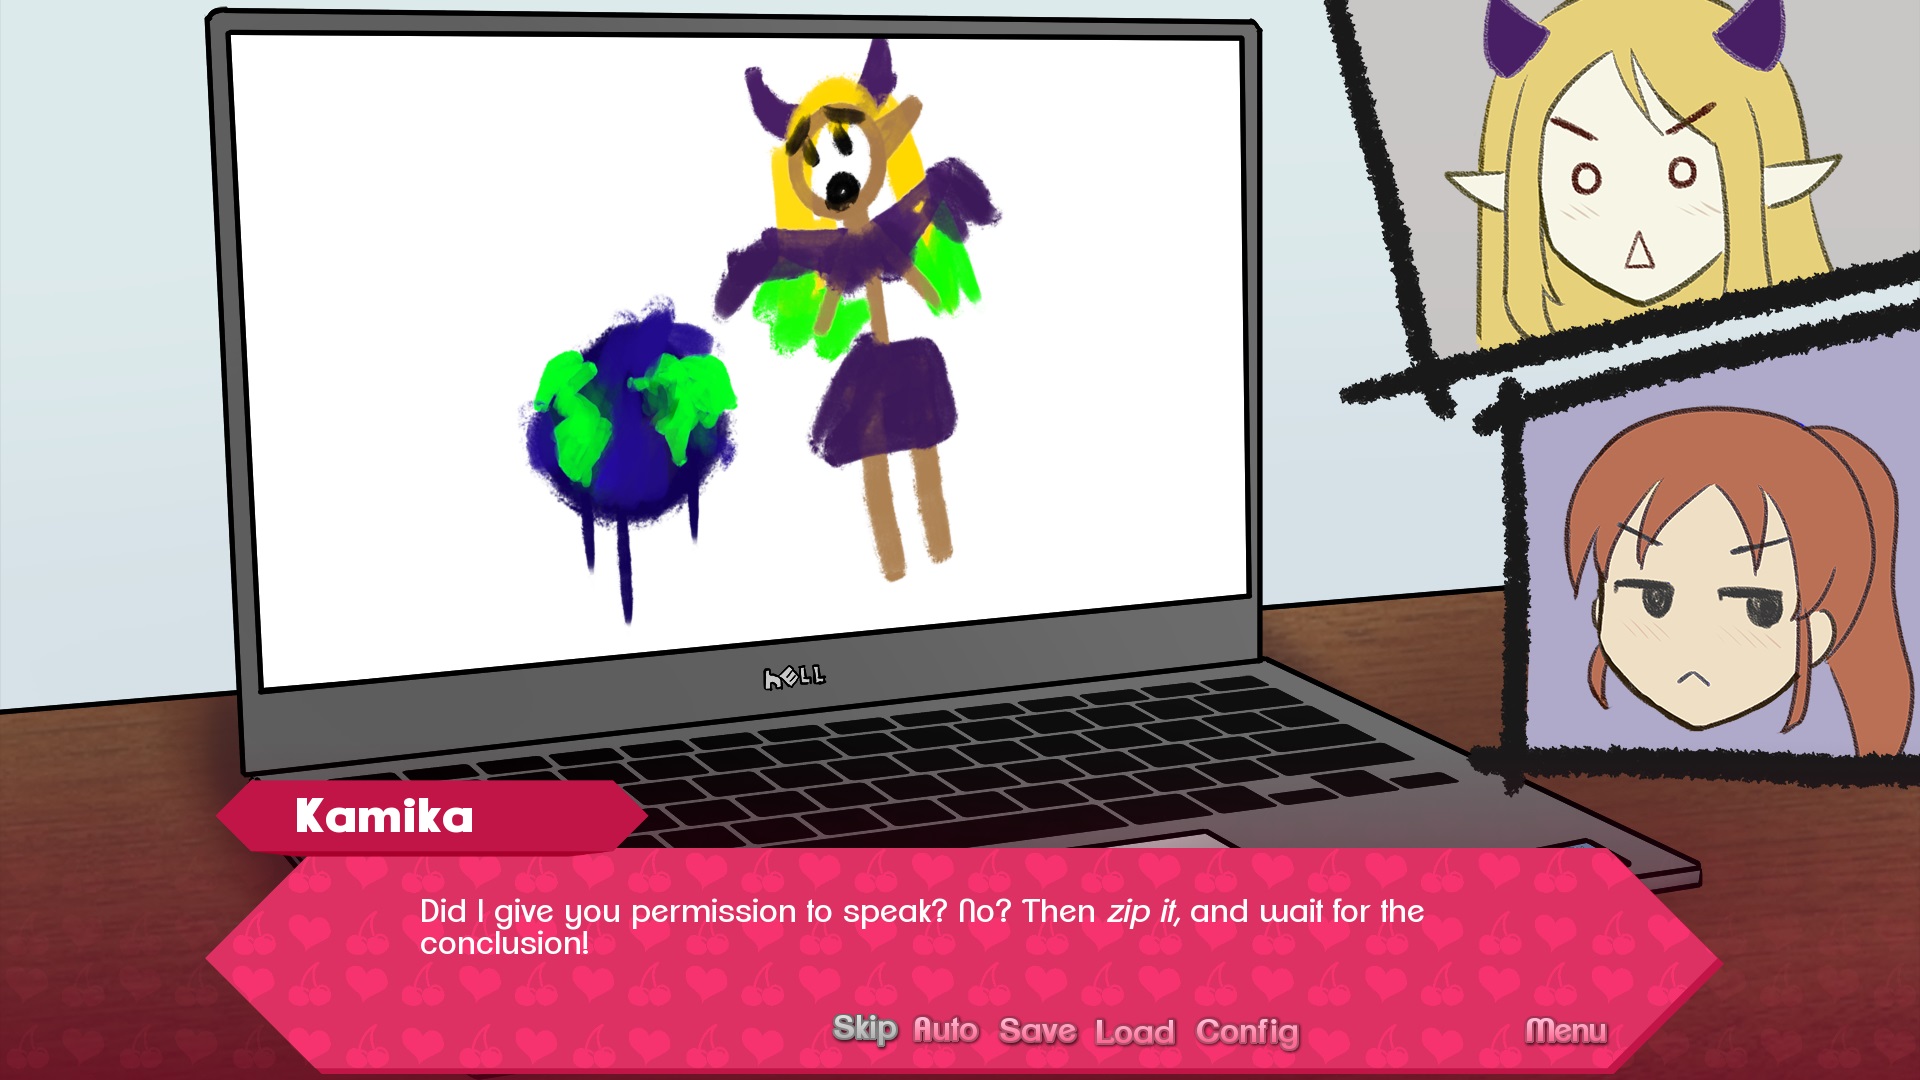 hELL
Kamika
Did I give you permission to speak? No? Then zip it, and wait for the
conclusion!
Skip Auto Save Load Config Menu